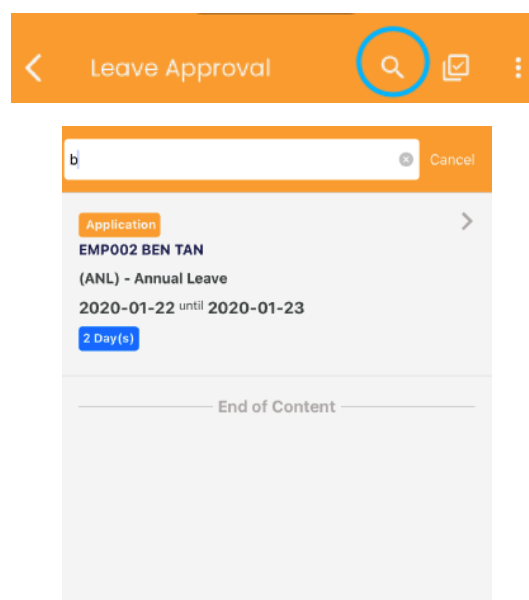 Leave Approval
b
Cancel
Application
EMP002 BEN TAN
(ANL) - Annual Leave
2020-01-22 until 2020-01-23
2 Day(s)
End of Content